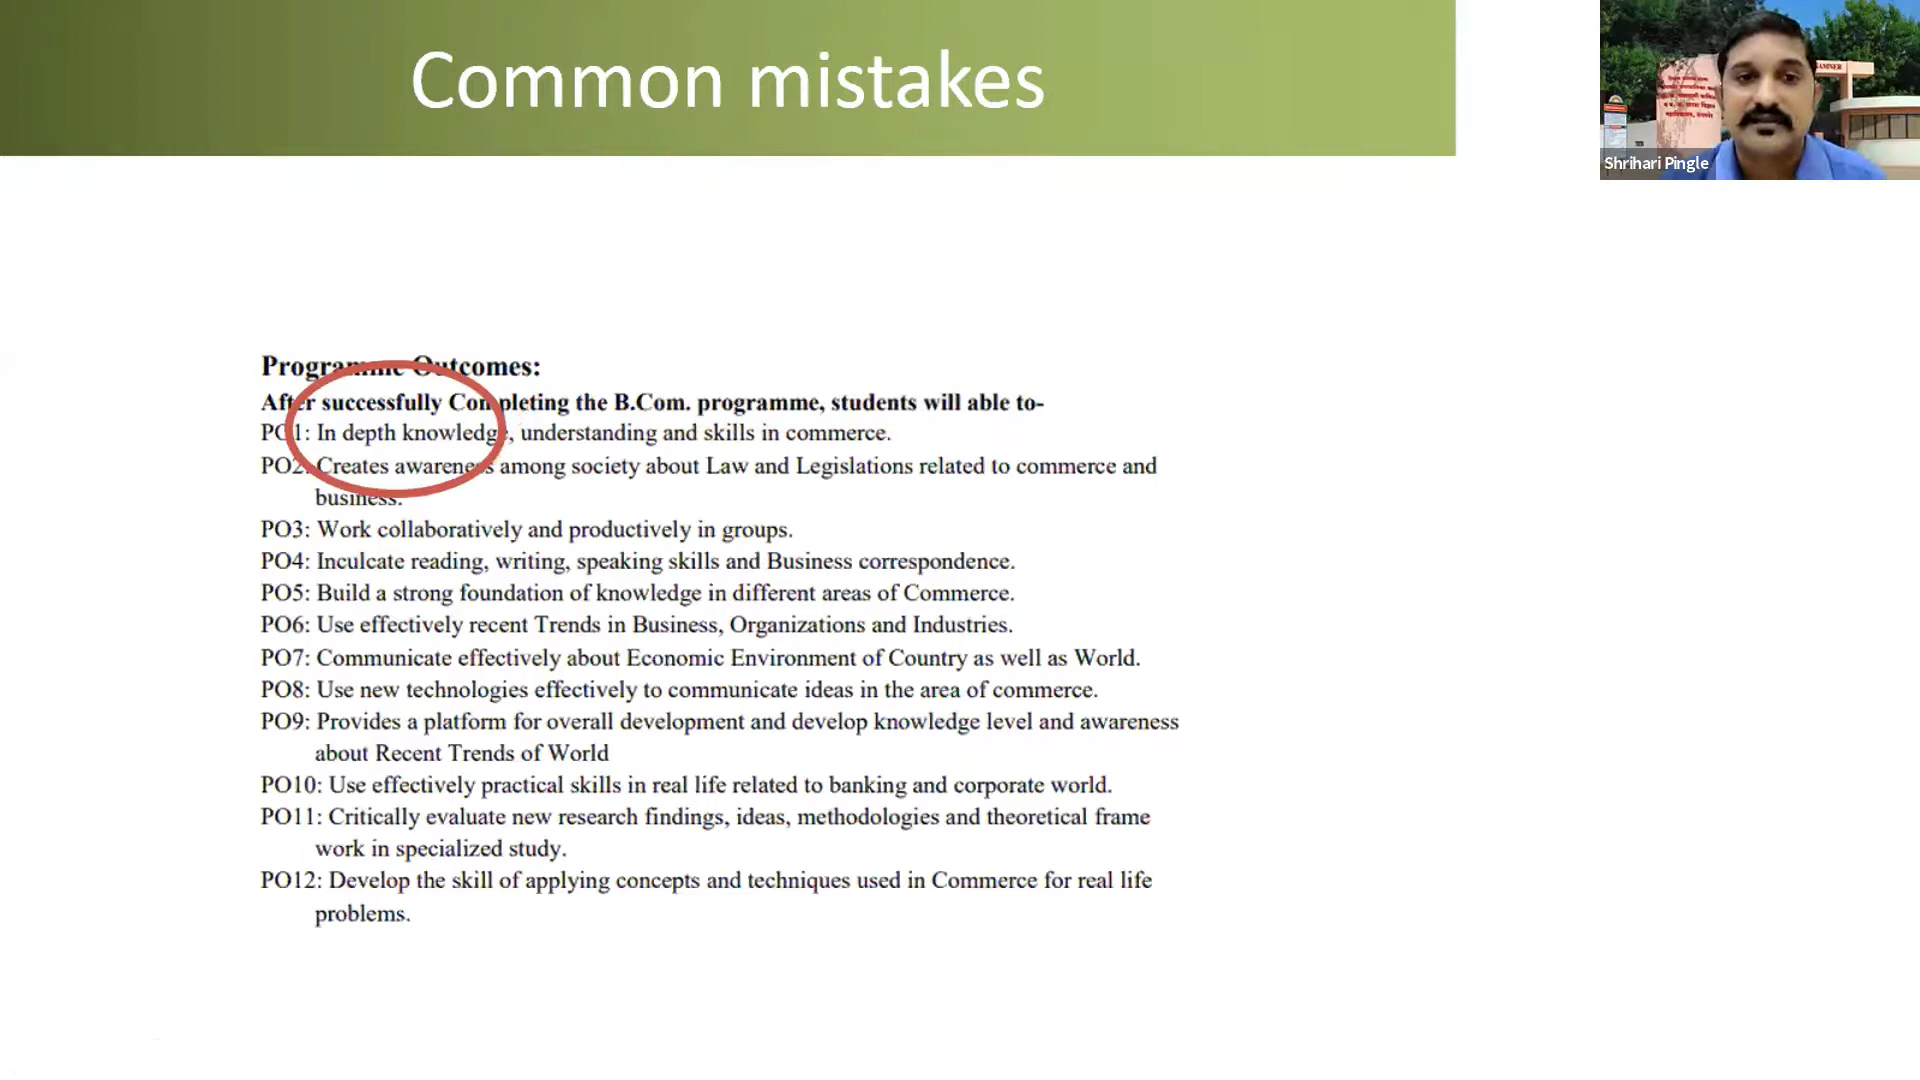 Common mistakes
Shrihari Pingle
Programme Outcomes:
After successfully Completing the B.Com. programme, students will able to-
PO1: In depth knowledge, understanding and skills in commerce.
PO2: Creates awareness among society about Law and Legislations related to commerce and
business.
PO3: Work collaboratively and productively in groups.
PO4: Inculcate reading, writing, speaking skills and Business correspondence.
PO5: Build a strong foundation of knowledge in different areas of Commerce.
PO6: Use effectively recent Trends in Business, Organizations and Industries.
PO7: Communicate effectively about Economic Environment of Country as well as World.
PO8: Use new technologies effectively to communicate ideas in the area of commerce.
PO9: Provides a platform for overall development and develop knowledge level and awareness
about Recent Trends of World
PO10: Use effectively practical skills in real life related to banking and corporate world.
PO11: Critically evaluate new research findings, ideas, methodologies and theoretical frame
work in specialized study.
PO12: Develop the skill of applying concepts and techniques used in Commerce for real life
problems.